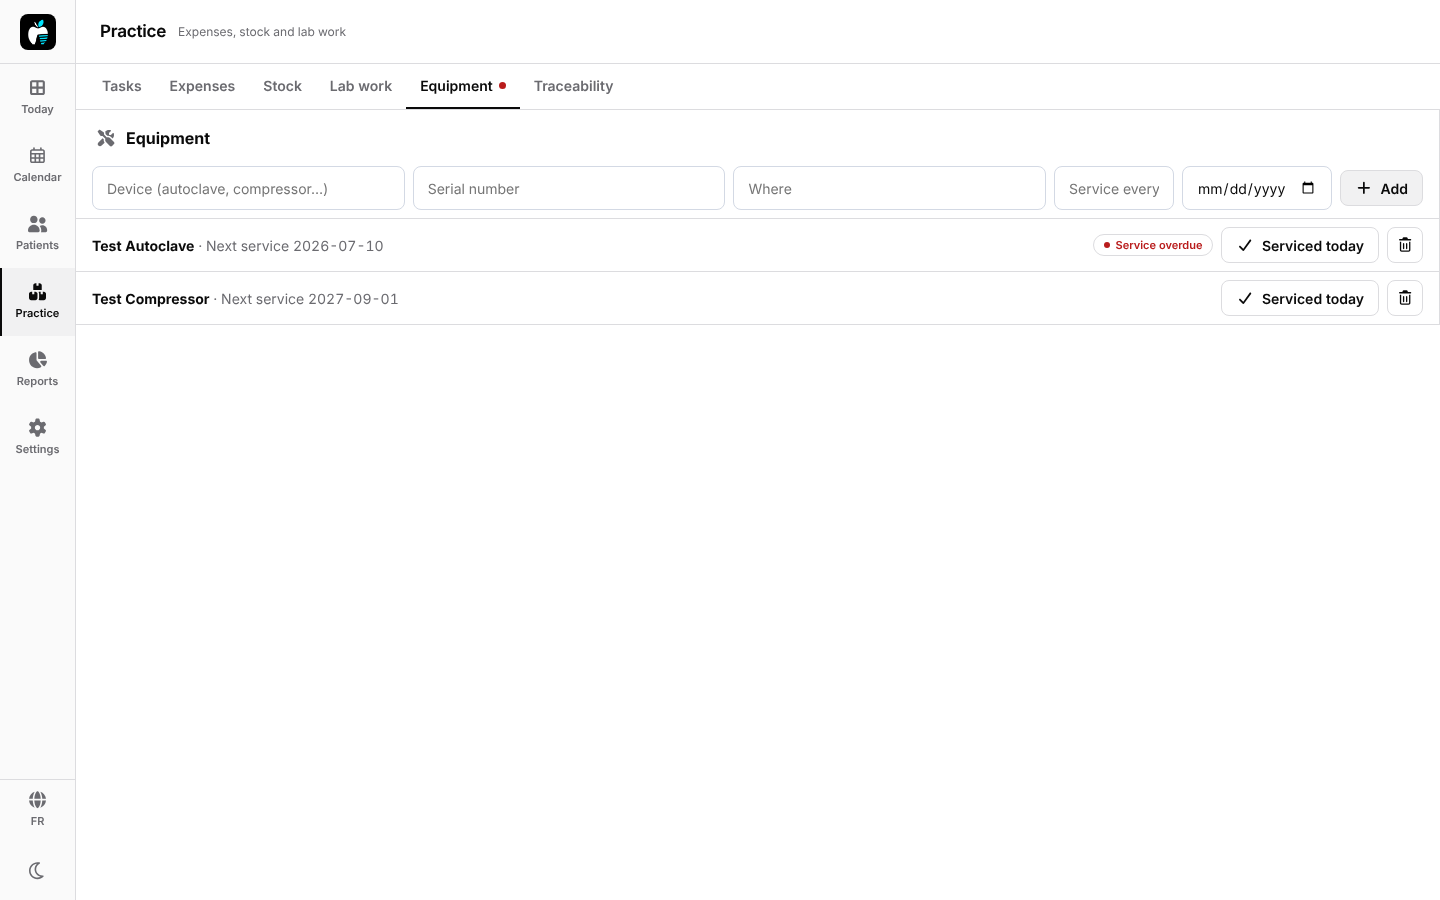 Practice
Expenses, stock and lab work
Today
Calendar
Patients
Practice
Reports
Settings
FR
Tasks
Expenses
Stock
Lab work
Equipment
Traceability
Equipment
Device (autoclave, compressor...)
Serial number
Where
Service every
mm/dd/yyyy
Add
Test Autoclave · Next service 2026-07-10
Service overdue
Serviced today
Test Compressor · Next service 2027-09-01
Serviced today